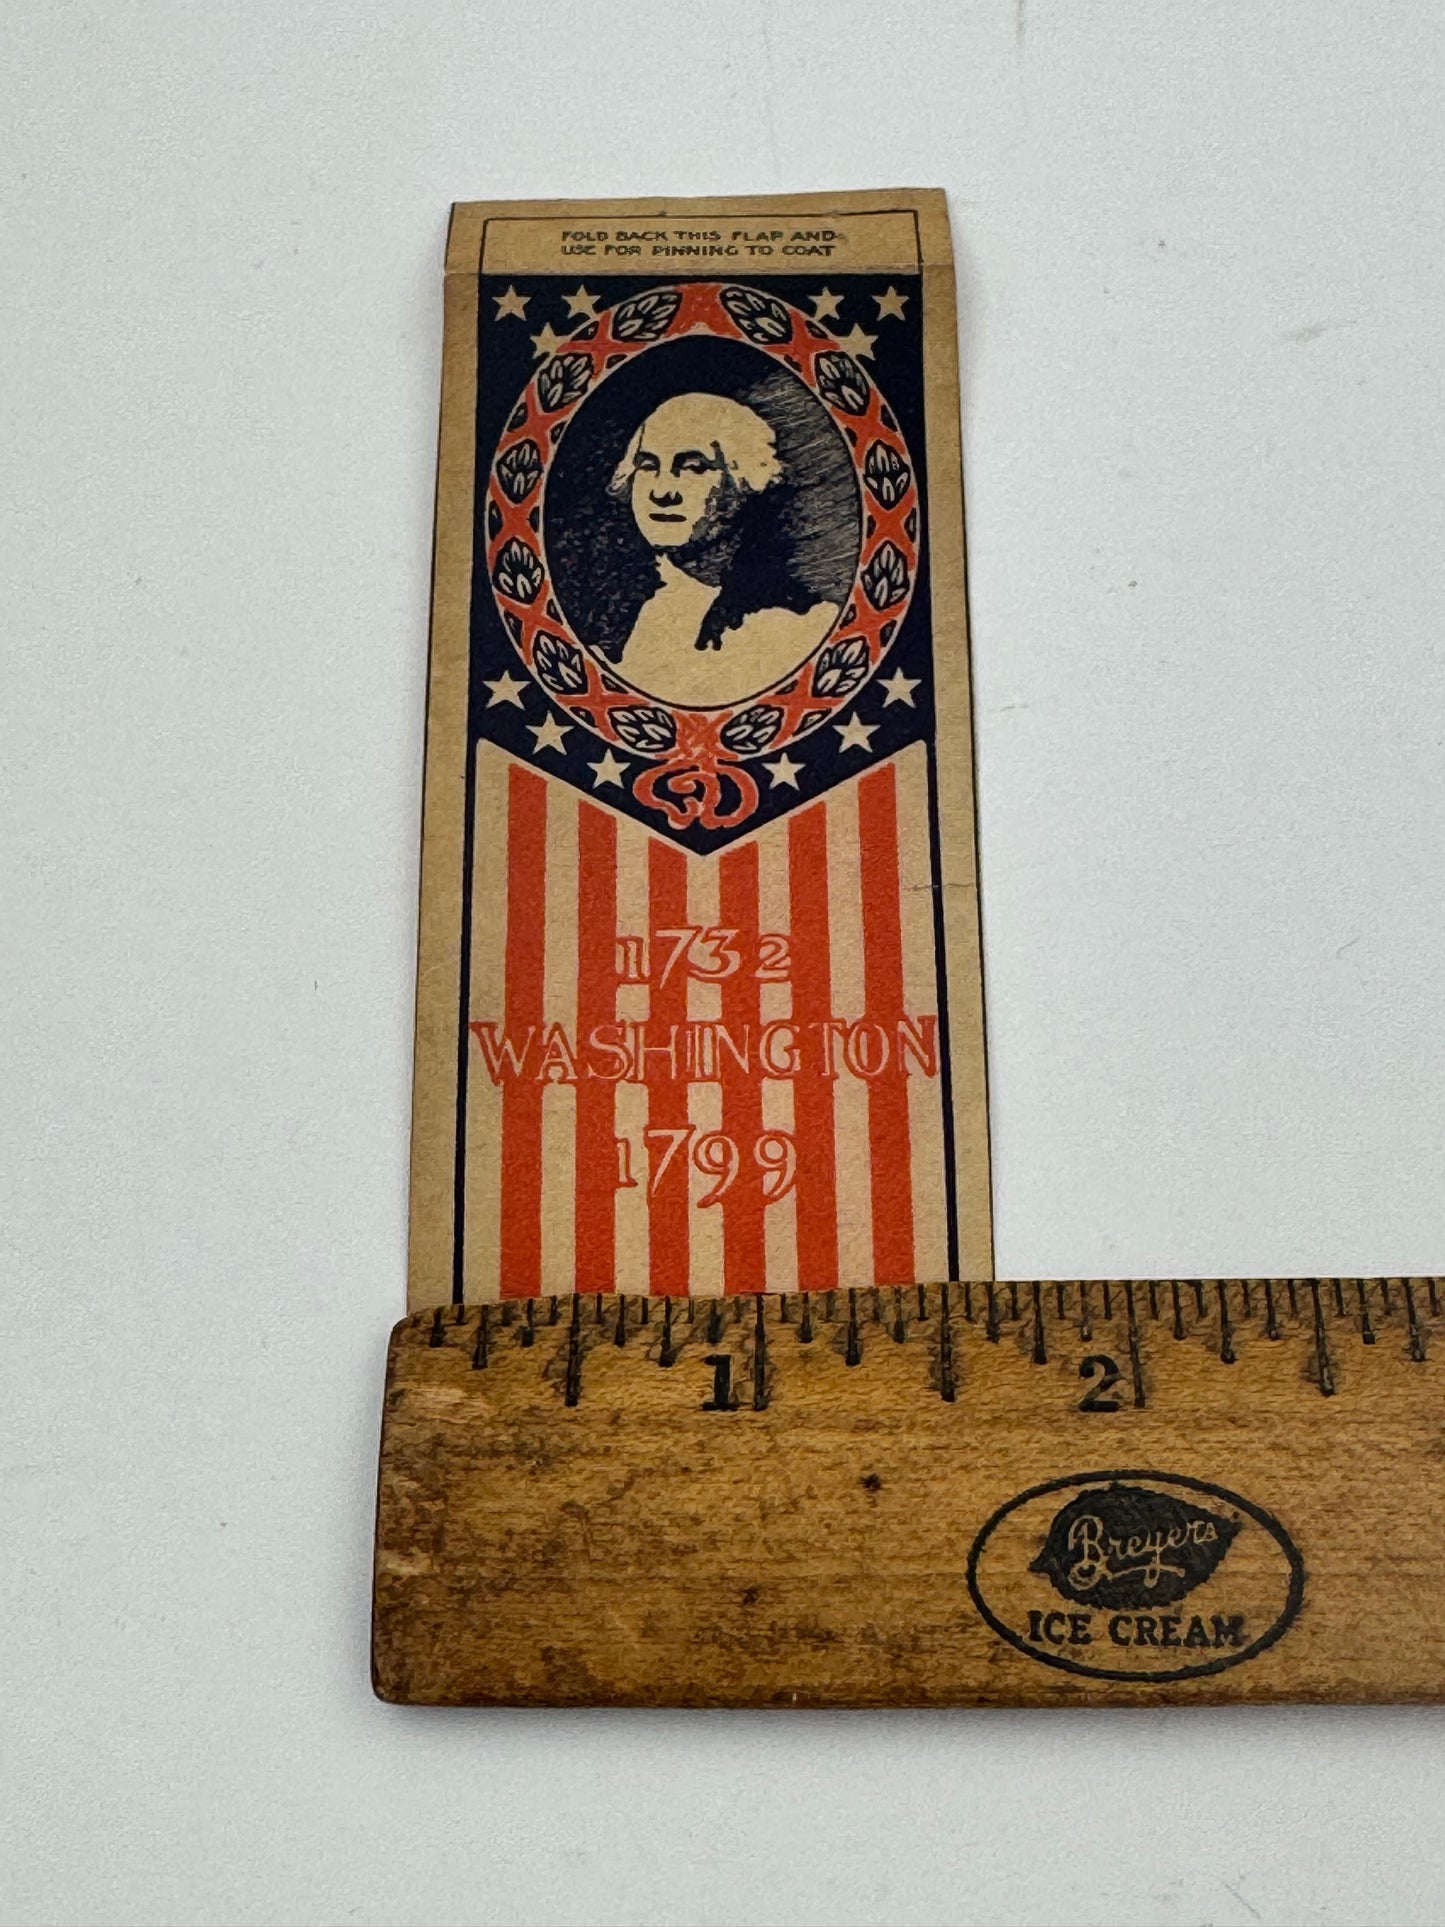 FOLD BACK THIS FLAP AND
USE FOR PINNING TO COAT
1732
WASHINGTON
1799
1 2
Breyers
ICE CREAM